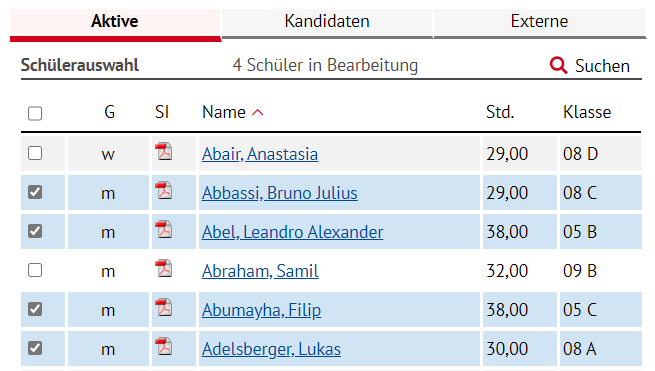 Aktive Kandidaten Externe
Schülerauswahl 4 Schüler in Bearbeitung Suchen
G SI Name Std. Klasse
w Abair, Anastasia 29,00 08 D
m Abbassi, Bruno Julius 29,00 08 C
m Abel, Leandro Alexander 38,00 05 B
m Abraham, Samil 32,00 09 B
m Abumayha, Filip 38,00 05 C
m Adelsberger, Lukas 30,00 08 A